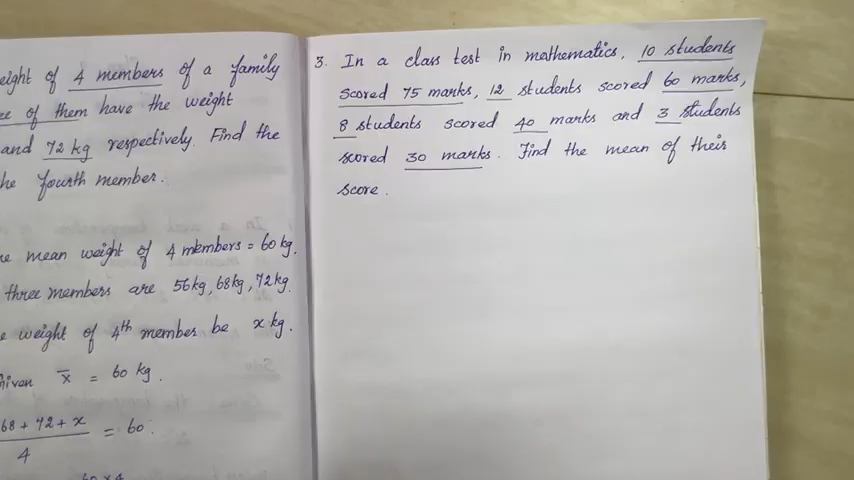 eight of 4 members of a family
ee of them have the weight
and 72 kg respectively. Find the
he fourth member.
he mean weight of 4 members = 60 kg.
three members are 56kg, 68kg, 72kg.
e weight of 4th member be x kg.
Given x̄ = 60 kg.
68 + 72 + x / 4 = 60.
60 x 4
3. In a class test in mathematics, 10 students
scored 75 marks, 12 students scored 60 marks,
8 students scored 40 marks and 3 students
scored 30 marks. Find the mean of their
score.